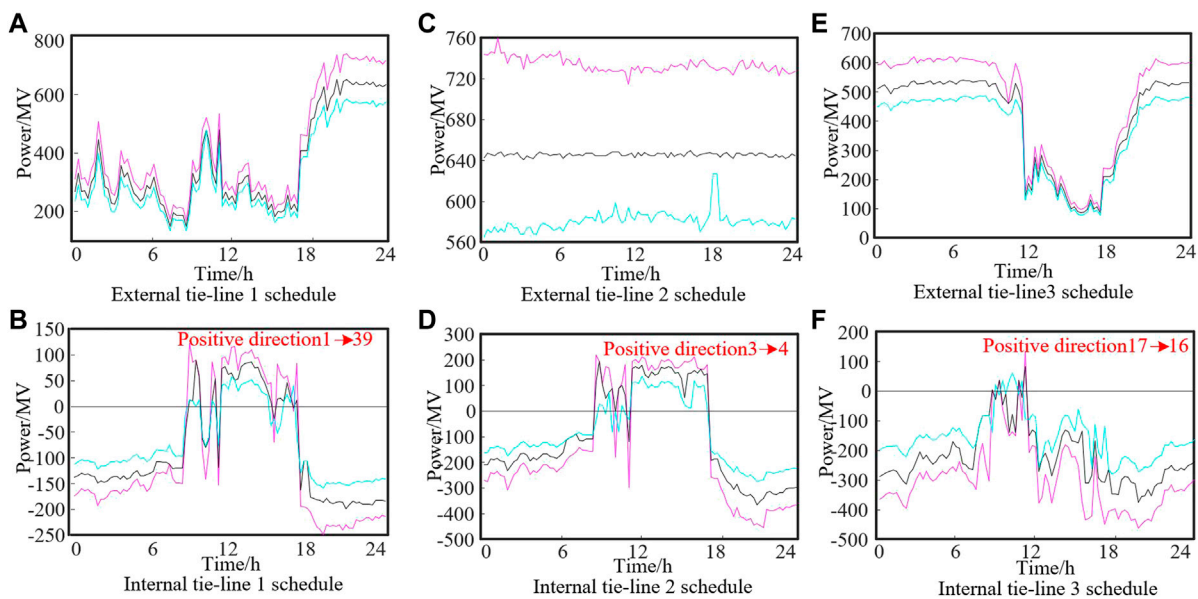 A
Power/MV
800
600
400
200
0
6
12
18
24
Time/h
External tie-line 1 schedule
C
Power/MV
760
720
680
640
600
560
0
6
12
18
24
Time/h
External tie-line 2 schedule
E
Power/MV
700
600
500
400
300
200
100
0
0
6
12
18
24
Time/h
External tie-line3 schedule
B
Power/MV
150
100
50
0
-50
-100
-150
-200
-250
Positive direction1→39
0
6
12
18
24
Time/h
Internal tie-line 1 schedule
D
Power/MV
300
200
100
0
-100
-200
-300
-400
-500
Positive direction3→4
0
6
12
18
24
Time/h
Internal tie-line 2 schedule
F
Power/MV
200
100
0
-100
-200
-300
-400
-500
Positive direction17→16
0
6
12
18
24
Time/h
Internal tie-line 3 schedule